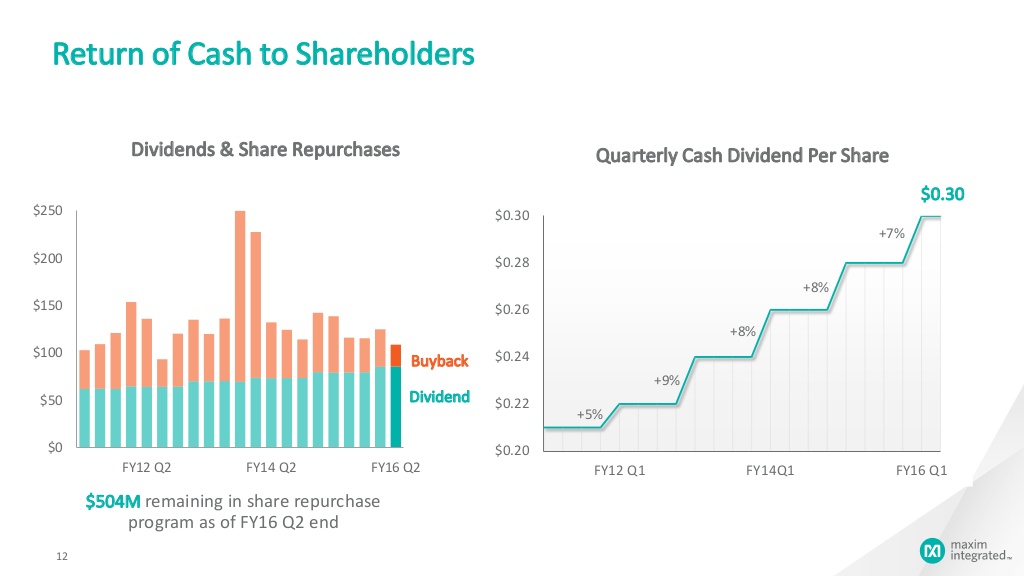 Return of Cash to Shareholders
Dividends & Share Repurchases
$250
$200
$150
$100
$50
$0
Buyback
Dividend
FY12 Q2
FY14 Q2
FY16 Q2
$504M remaining in share repurchase
program as of FY16 Q2 end
Quarterly Cash Dividend Per Share
$0.30
$0.30
$0.28
$0.26
$0.24
$0.22
$0.20
+5%
+9%
+8%
+8%
+7%
FY12 Q1
FY14Q1
FY16 Q1
12
maxim
integrated™